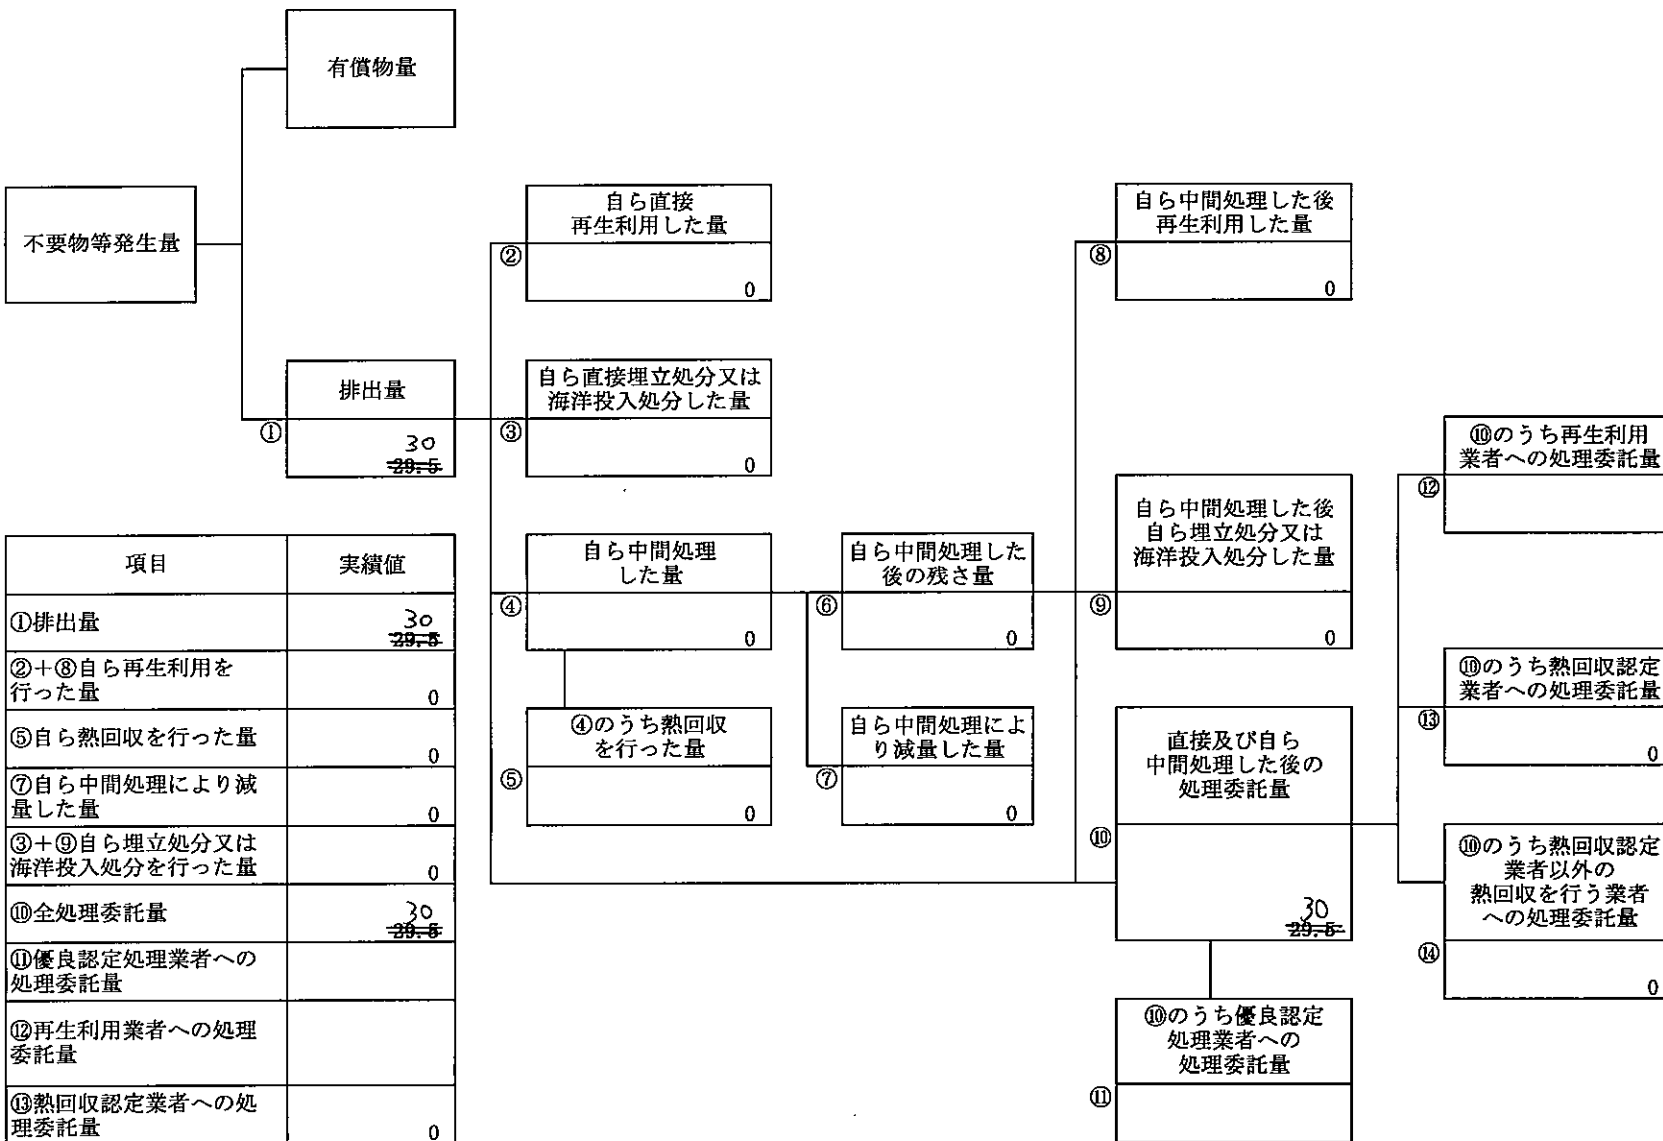 有償物量
不要物等発生量
自ら直接
再生利用した量
②
0
自ら中間処理した後
再生利用した量
⑧
0
排出量
①
30
29.5
自ら直接埋立処分又は
海洋投入処分した量
③
0
⑩のうち再生利用
業者への処理委託量
⑫
自ら中間処理
した量
④
0
自ら中間処理した
後の残さ量
⑥
0
自ら中間処理した後
自ら埋立処分又は
海洋投入処分した量
⑨
0
⑩のうち熱回収認定
業者への処理委託量
⑬
0
④のうち熱回収
を行った量
⑤
0
自ら中間処理によ
り減量した量
⑦
0
直接及び自ら
中間処理した後の
処理委託量
⑩
30
29.5
⑩のうち熱回収認定
業者以外の
熱回収を行う業者
への処理委託量
⑭
0
⑩のうち優良認定
処理業者への
処理委託量
⑪
項目 実績値
①排出量 30
29.5
②+⑧自ら再生利用を
行った量 0
⑤自ら熱回収を行った量 0
⑦自ら中間処理により減
量した量 0
③+⑨自ら埋立処分又は
海洋投入処分を行った量 0
⑩全処理委託量 30
29.5
⑪優良認定処理業者への
処理委託量
⑫再生利用業者への処理
委託量
⑬熱回収認定業者への処
理委託量 0